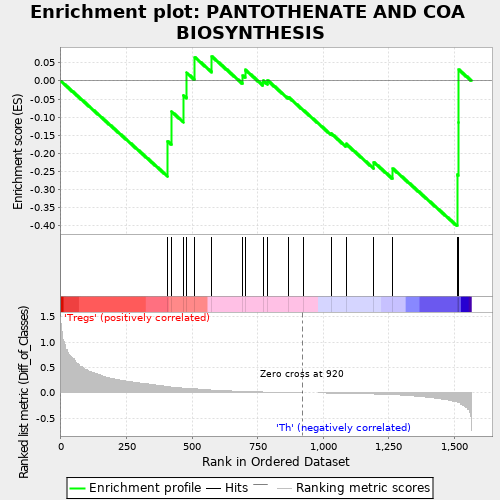 Enrichment plot: PANTOTHENATE AND COA
BIOSYNTHESIS
Enrichment score (ES)
0.05
0.00
-0.05
-0.10
-0.15
-0.20
-0.25
-0.30
-0.35
-0.40
Ranked list metric (Diff_of_Classes)
'Tregs' (positively correlated)
1.5
1.0
0.5
0.0
-0.5
Zero cross at 920
'Th' (negatively correlated)
0 250 500 750 1,000 1,250 1,500
Rank in Ordered Dataset
Enrichment profile Hits Ranking metric scores